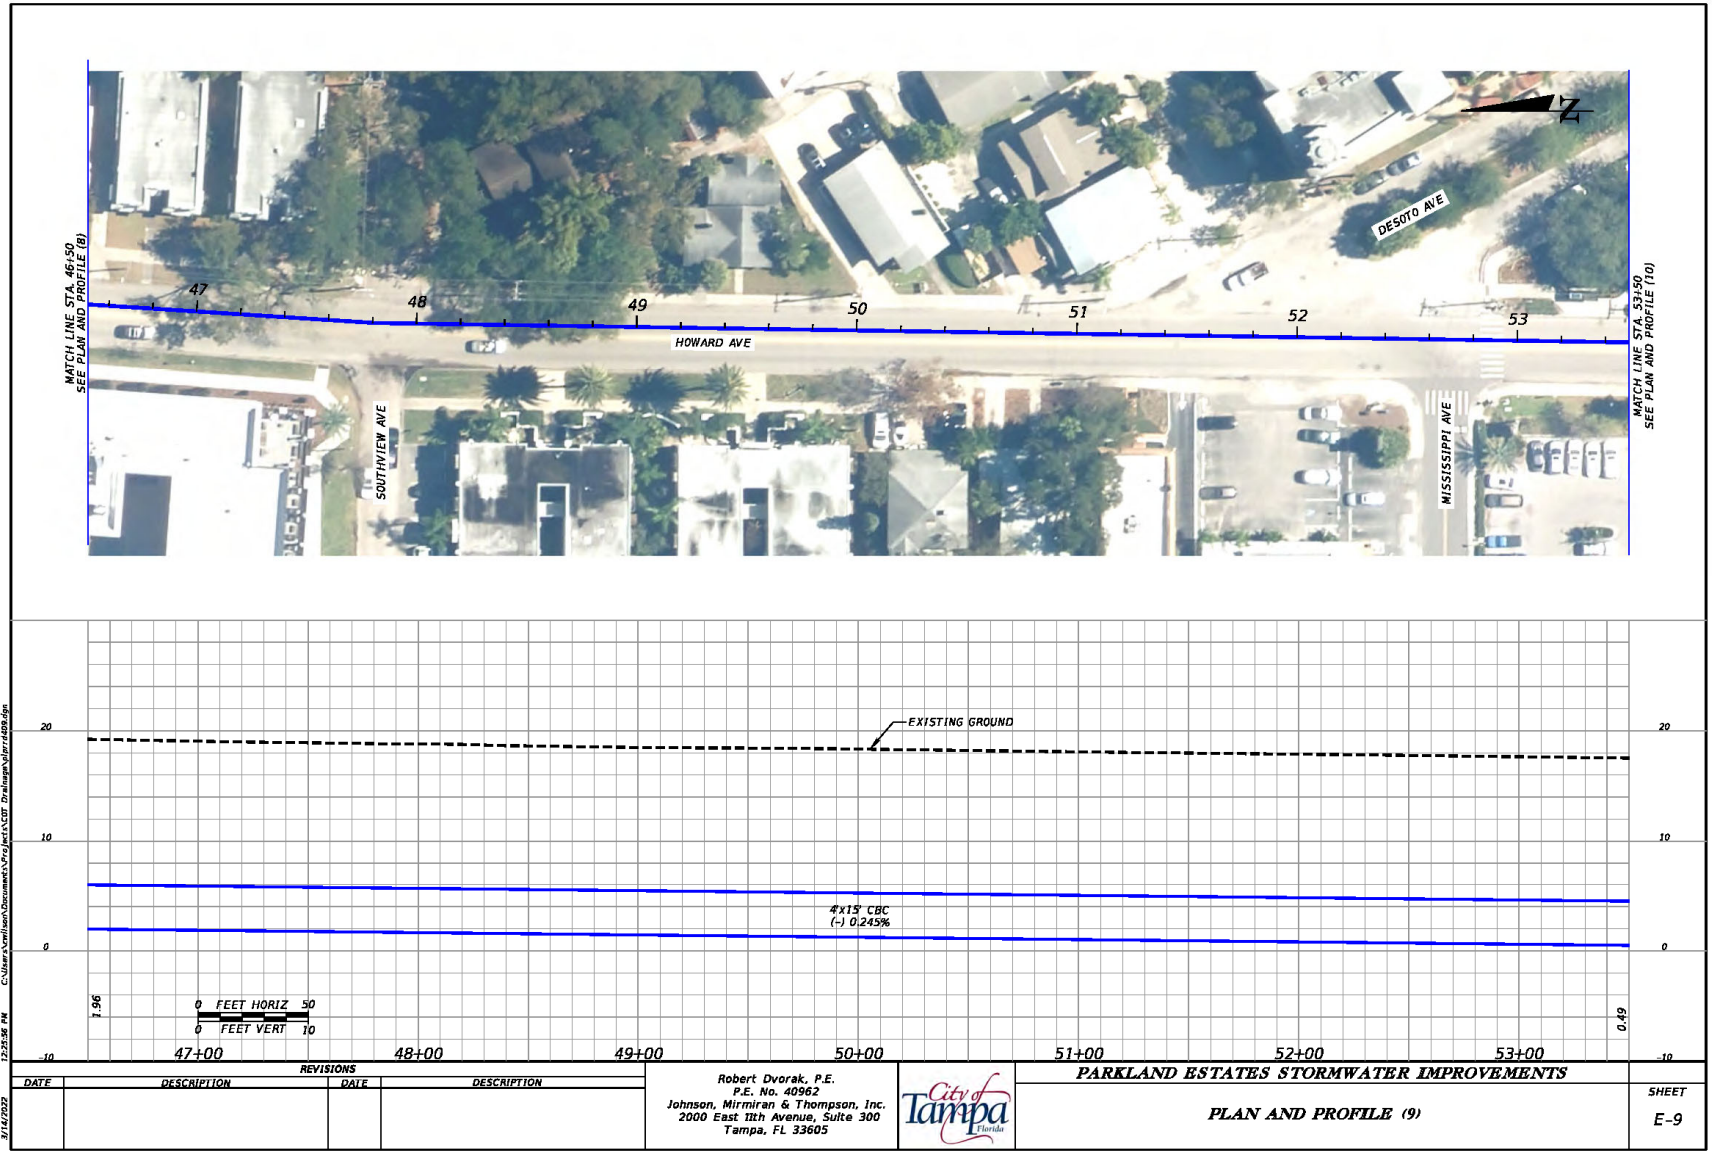 Z
DESOTO AVE
MATCH LINE STA. 46+50
SEE PLAN AND PROFILE (8)
47
48
49
50
51
52
53
HOWARD AVE
SOUTHVIEW AVE
MISSISSIPPI AVE
MATCH LINE STA. 53+50
SEE PLAN AND PROFILE (10)
EXISTING GROUND
20
20
10
10
4'x15' CBC
(-) 0.245%
0
0
1.96
0.49
0 FEET HORIZ 50
0 FEET VERT 10
-10
-10
47+00
48+00
49+00
50+00
51+00
52+00
53+00
3/14/2022
12:25:56 PM
REVISIONS
DATE
DESCRIPTION
DATE
DESCRIPTION
Robert Dvorak, P.E.
P.E. No. 40962
Johnson, Mirmiran & Thompson, Inc.
2000 East 11th Avenue, Suite 300
Tampa, FL 33605
City of
Tampa
Florida
PARKLAND ESTATES STORMWATER IMPROVEMENTS
PLAN AND PROFILE (9)
SHEET
E-9